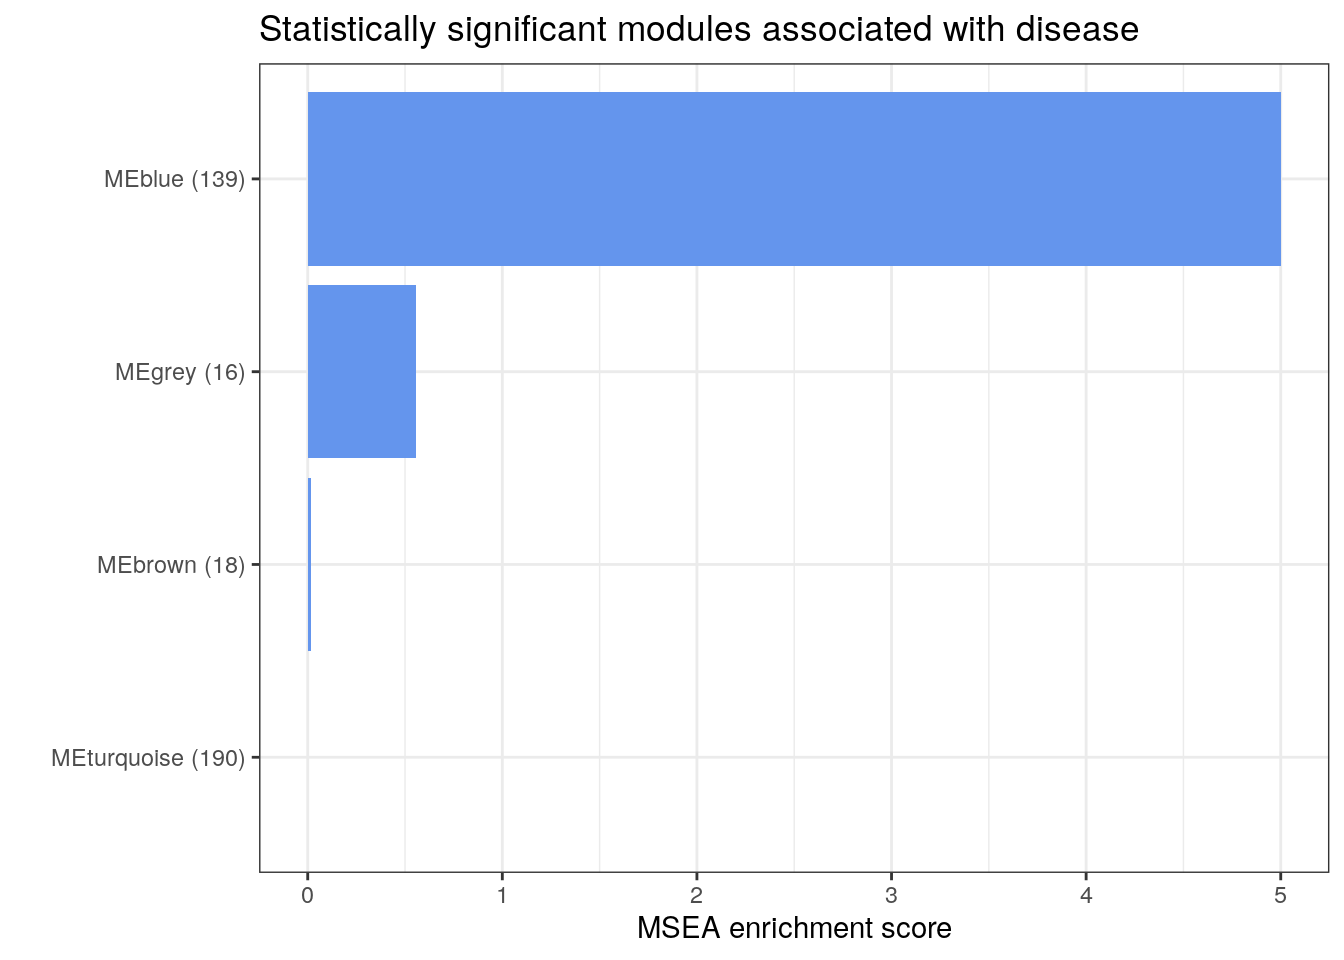 Statistically significant modules associated with disease
MEblue (139)
MEgrey (16)
MEbrown (18)
MEturquoise (190)
0 1 2 3 4 5
MSEA enrichment score